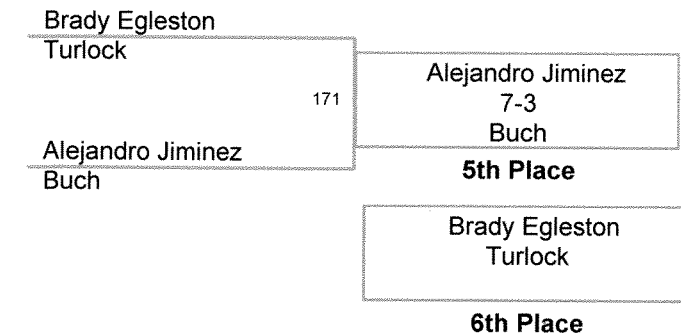 Brady Egleston
Turlock
171
Alejandro Jiminez
Buch
Alejandro Jiminez
7-3
Buch
5th Place
Brady Egleston
Turlock
6th Place